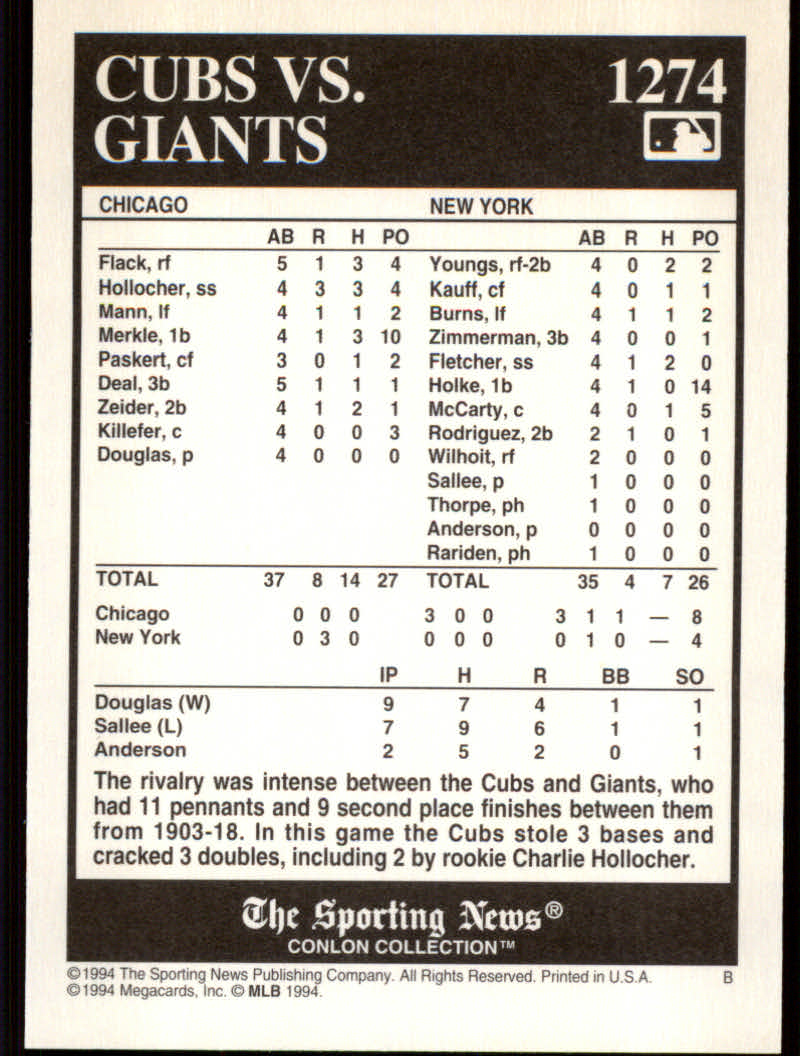 CUBS VS. 1274
GIANTS
CHICAGO NEW YORK
AB R H PO AB R H PO
Flack, rf 5 1 3 4 Youngs, rf-2b 4 0 2 2
Hollocher, ss 4 3 3 4 Kauff, cf 4 0 1 1
Mann, lf 4 1 1 2 Burns, lf 4 1 1 2
Merkle, 1b 4 1 3 10 Zimmerman, 3b 4 0 0 1
Paskert, cf 3 0 1 2 Fletcher, ss 4 1 2 0
Deal, 3b 5 1 1 1 Holke, 1b 4 1 0 14
Zeider, 2b 4 1 2 1 McCarty, c 4 0 1 5
Killefer, c 4 0 0 3 Rodriguez, 2b 2 1 0 1
Douglas, p 4 0 0 0 Wilhoit, rf 2 0 0 0
Sallee, p 1 0 0 0
Thorpe, ph 1 0 0 0
Anderson, p 0 0 0 0
Rariden, ph 1 0 0 0
TOTAL 37 8 14 27 TOTAL 35 4 7 26
Chicago 0 0 0 3 0 0 3 1 1 — 8
New York 0 3 0 0 0 0 0 1 0 — 4
IP H R BB SO
Douglas (W) 9 7 4 1 1
Sallee (L) 7 9 6 1 1
Anderson 2 5 2 0 1
The rivalry was intense between the Cubs and Giants, who
had 11 pennants and 9 second place finishes between them
from 1903-18. In this game the Cubs stole 3 bases and
cracked 3 doubles, including 2 by rookie Charlie Hollocher.
The Sporting News®
CONLON COLLECTION™
©1994 The Sporting News Publishing Company. All Rights Reserved. Printed in U.S.A. B
©1994 Megacards, Inc. © MLB 1994.